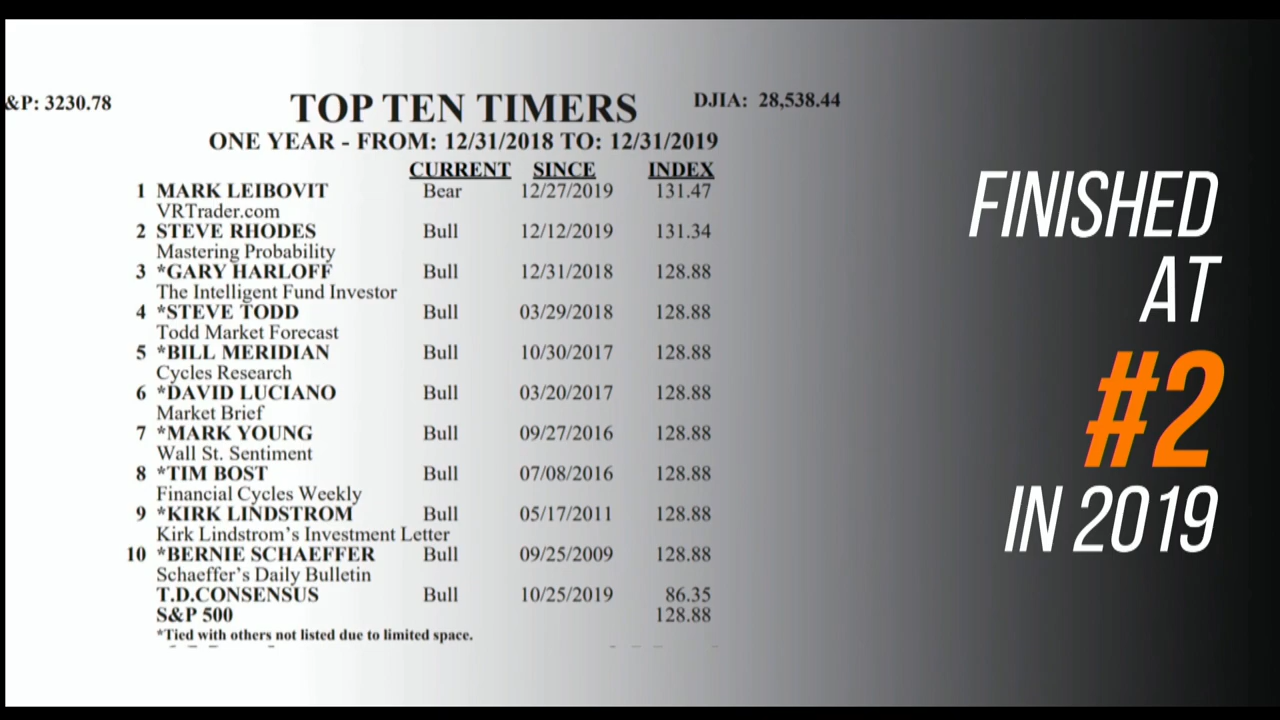 &P: 3230.78
TOP TEN TIMERS
DJIA: 28,538.44
ONE YEAR - FROM: 12/31/2018 TO: 12/31/2019
CURRENT SINCE INDEX
1 MARK LEIBOVIT Bear 12/27/2019 131.47
VRTrader.com
2 STEVE RHODES Bull 12/12/2019 131.34
Mastering Probability
3 *GARY HARLOFF Bull 12/31/2018 128.88
The Intelligent Fund Investor
4 *STEVE TODD Bull 03/29/2018 128.88
Todd Market Forecast
5 *BILL MERIDIAN Bull 10/30/2017 128.88
Cycles Research
6 *DAVID LUCIANO Bull 03/20/2017 128.88
Market Brief
7 *MARK YOUNG Bull 09/27/2016 128.88
Wall St. Sentiment
8 *TIM BOST Bull 07/08/2016 128.88
Financial Cycles Weekly
9 *KIRK LINDSTROM Bull 05/17/2011 128.88
Kirk Lindstrom's Investment Letter
10 *BERNIE SCHAEFFER Bull 09/25/2009 128.88
Schaeffer's Daily Bulletin
T.D.CONSENSUS Bull 10/25/2019 86.35
S&P 500 128.88
*Tied with others not listed due to limited space.
FINISHED
AT
#2
IN 2019